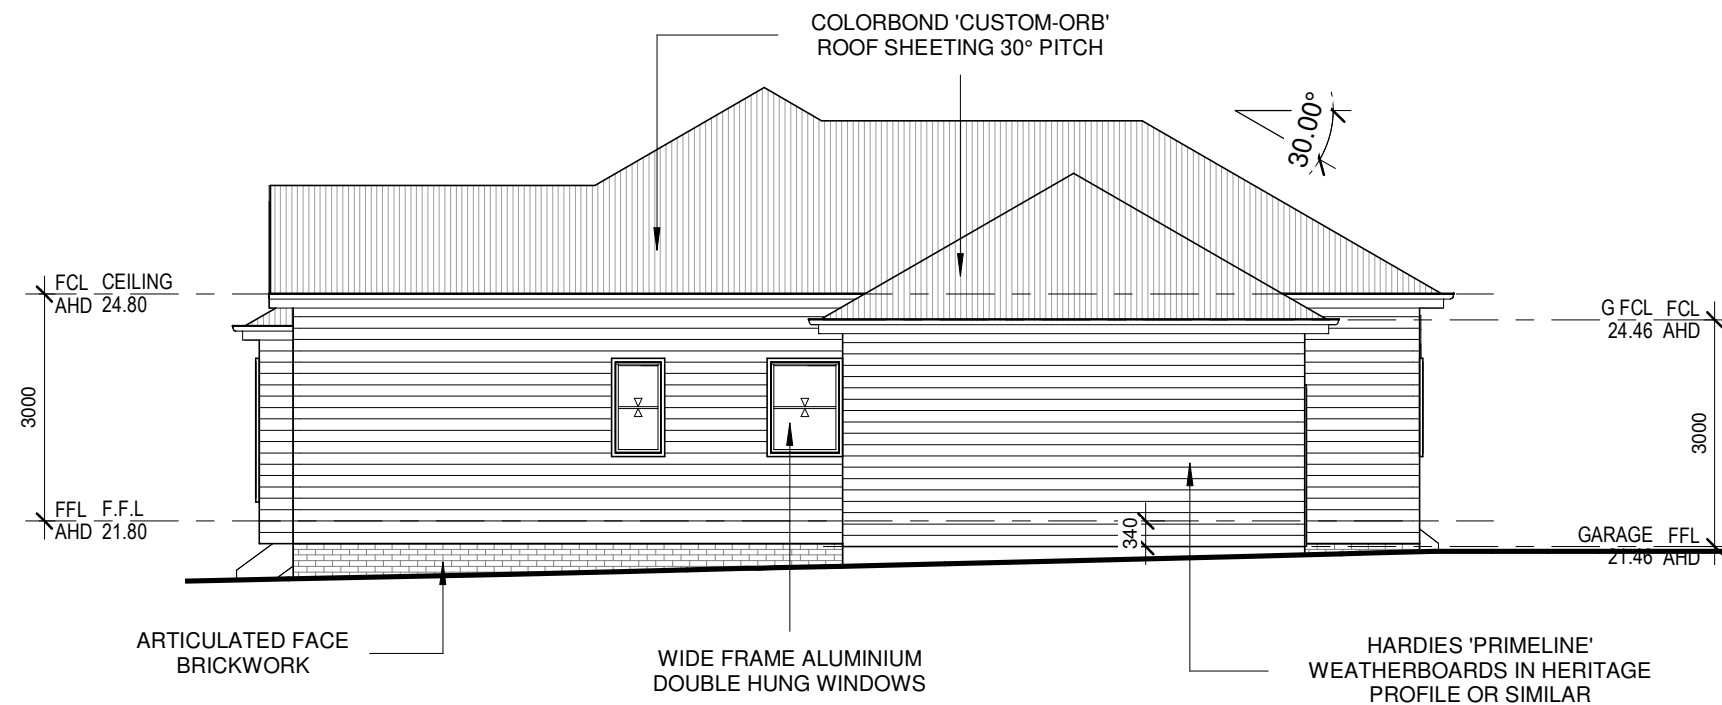 COLORBOND 'CUSTOM-ORB'
ROOF SHEETING 30° PITCH
30.00°
FCL CEILING
AHD 24.80
G FCL FCL
24.46 AHD
3000
3000
FFL F.F.L
AHD 21.80
340
GARAGE FFL
21.46 AHD
ARTICULATED FACE
BRICKWORK
WIDE FRAME ALUMINIUM
DOUBLE HUNG WINDOWS
HARDIES 'PRIMELINE'
WEATHERBOARDS IN HERITAGE
PROFILE OR SIMILAR